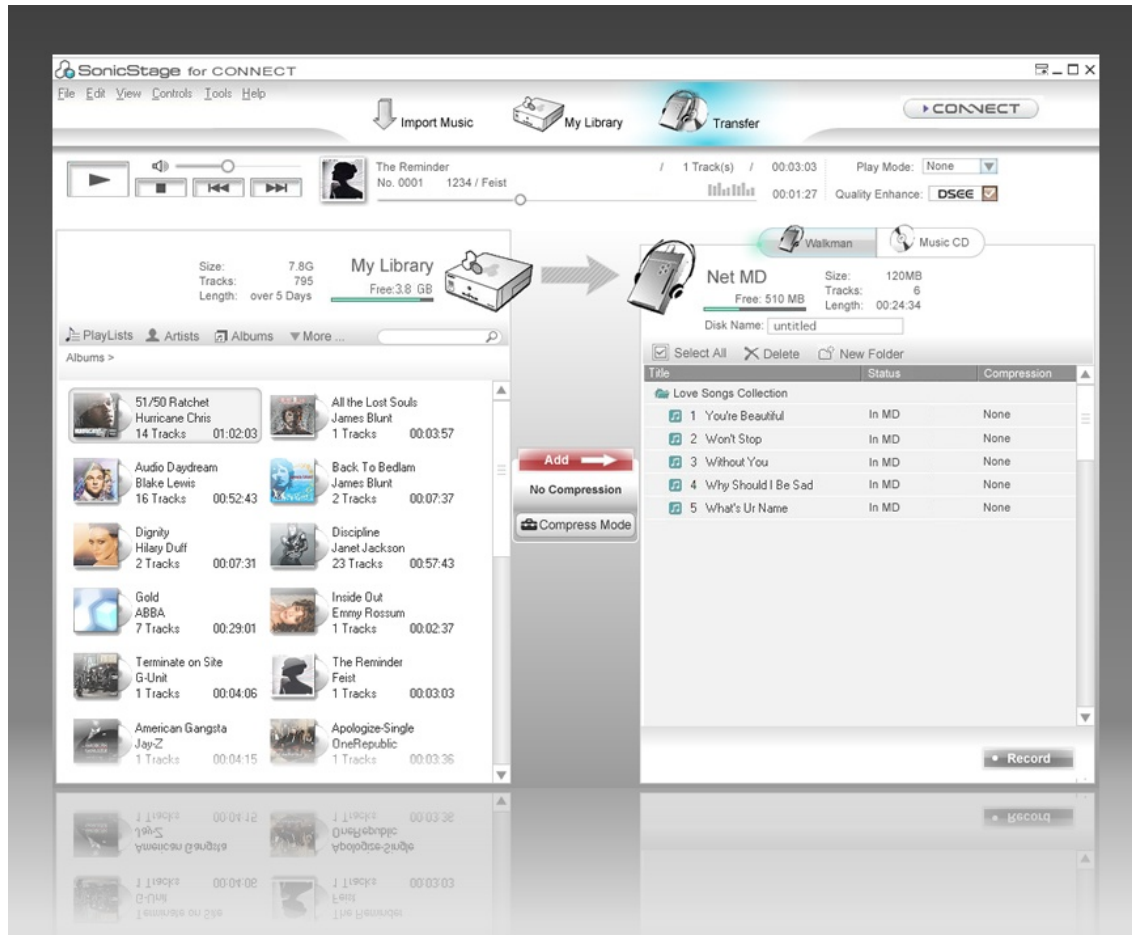 SonicStage for CONNECT
File Edit View Controls Tools Help
Import Music
My Library
Transfer
CONNECT
The Reminder / 1 Track(s) / 00:03:03
No. 0001 1234 / Feist
00:01:27
Play Mode: None
Quality Enhance: DSEE
Size: 7.8G
Tracks: 795
Length: over 5 Days
My Library
Free:3.8 GB
Walkman
Music CD
Net MD
Free: 510 MB
Size: 120MB
Tracks: 6
Length: 00:24:34
Disk Name: untitled
PlayLists Artists Albums More ...
Albums >
51/50 Ratchet
Hurricane Chris
14 Tracks 01:02:03
All the Lost Souls
James Blunt
1 Tracks 00:03:57
Audio Daydream
Blake Lewis
16 Tracks 00:52:43
Back To Bedlam
James Blunt
2 Tracks 00:07:37
Dignity
Hilary Duff
2 Tracks 00:07:31
Discipline
Janet Jackson
23 Tracks 00:57:43
Gold
ABBA
7 Tracks 00:29:01
Inside Out
Emmy Rossum
1 Tracks 00:02:37
Terminate on Site
G-Unit
1 Tracks 00:04:06
The Reminder
Feist
1 Tracks 00:03:03
American Gangsta
Jay-Z
1 Tracks 00:04:15
Apologize-Single
OneRepublic
1 Tracks 00:03:36
Add
No Compression
Compress Mode
Select All Delete New Folder
Title Status Compression
Love Songs Collection
1 You're Beautiful In MD None
2 Won't Stop In MD None
3 Without You In MD None
4 Why Should I Be Sad In MD None
5 What's Ur Name In MD None
Record